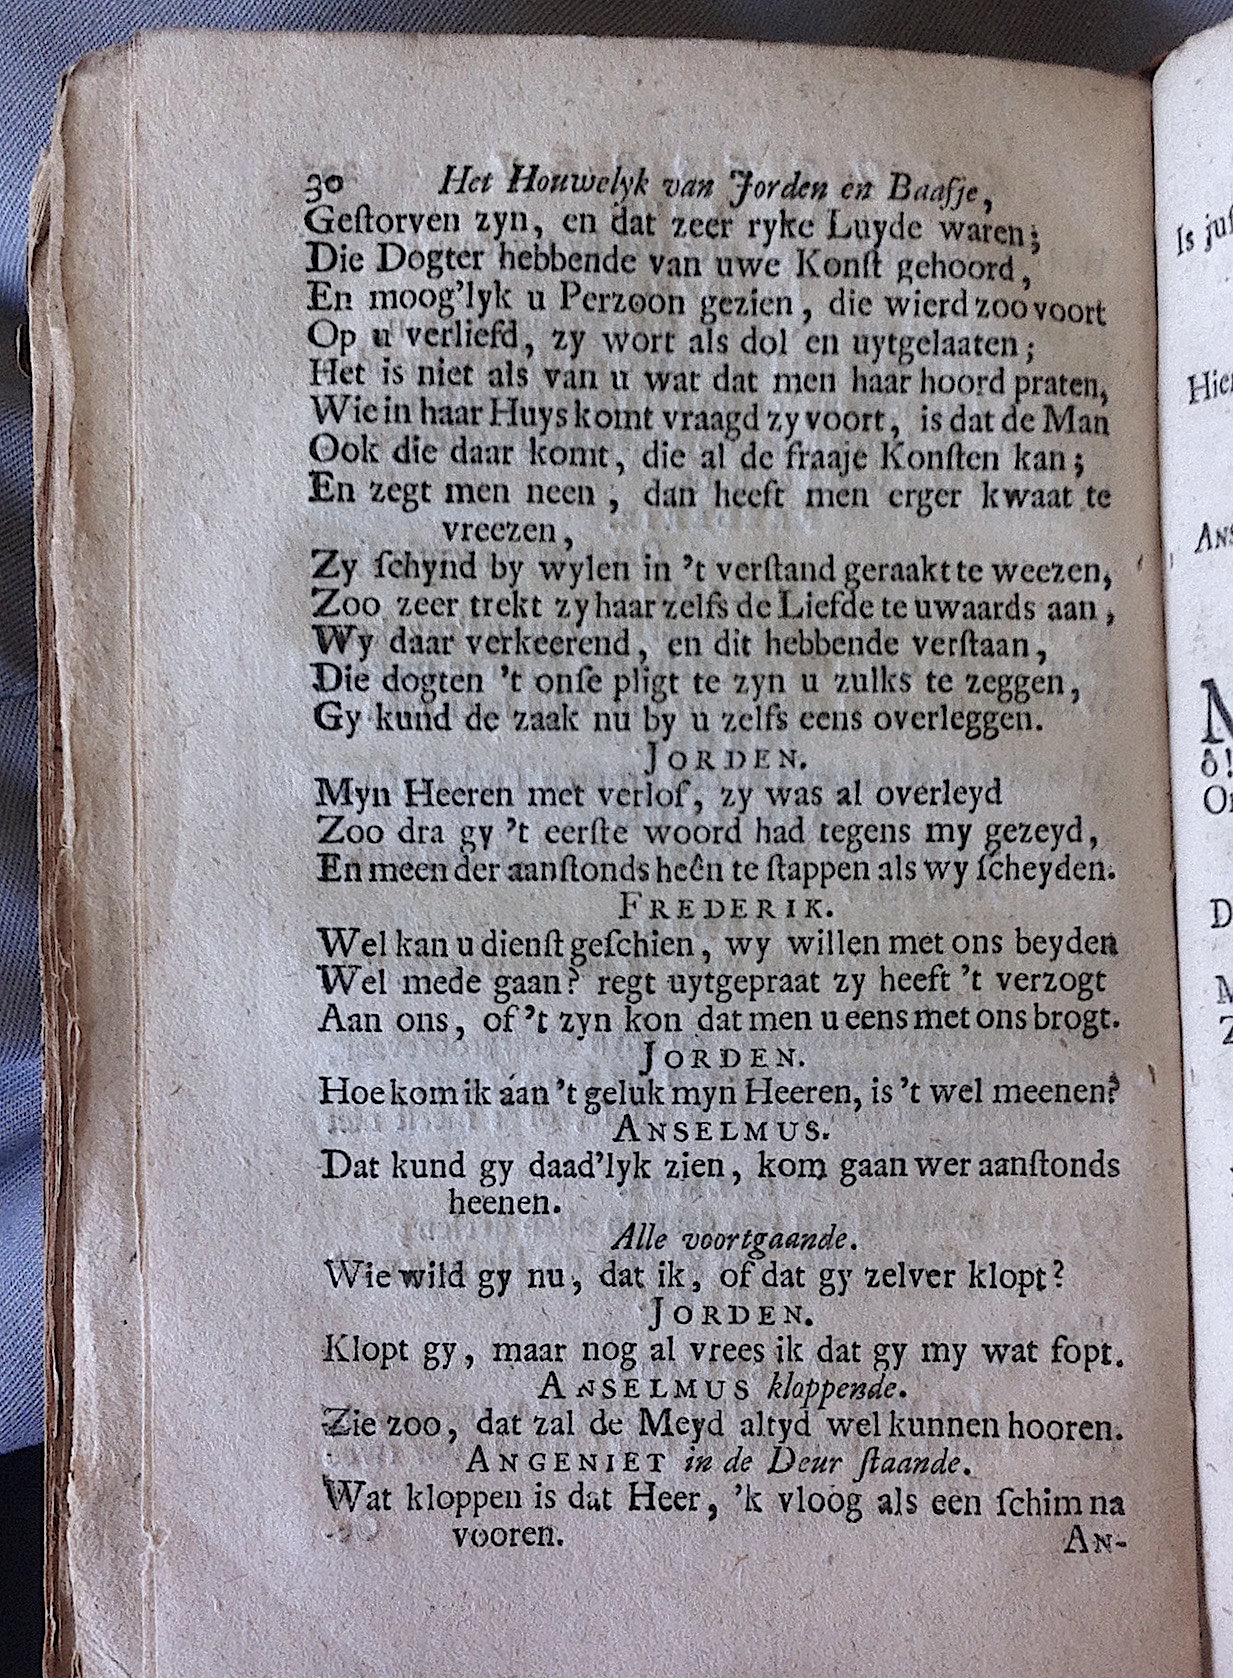 30 Het Houwelyk van Jorden en Baasje,
Geſtorven zyn, en dat zeer ryke Luyde waren;
Die Dogter hebbende van uwe Konſt gehoord,
En moog'lyk u Perzoon gezien, die wierd zoo voort
Op u verliefd, zy wort als dol en uytgelaaten;
Het is niet als van u wat dat men haar hoord praten,
Wie in haar Huys komt vraagd zy voort, is dat de Man
Ook die daar komt, die al de fraaje Konſten kan;
En zegt men neen, dan heeft men erger kwaat te
vreezen,
Zy ſchynd by wylen in 't verſtand geraakt te weezen,
Zoo zeer trekt zy haar zelfs de Liefde te uwaards aan,
Wy daar verkeerend, en dit hebbende verſtaan,
Die dogten 't onſe pligt te zyn u zulks te zeggen,
Gy kund de zaak nu by u zelfs eens overleggen.
JORDEN.
Myn Heeren met verlof, zy was al overleyd
Zoo dra gy 't eerſte woord had tegens my gezeyd,
En meen der aanſtonds heên te ſtappen als wy ſcheyden.
FREDERIK.
Wel kan u dienſt geſchien, wy willen met ons beyden
Wel mede gaan? regt uytgepraat zy heeft 't verzogt
Aan ons, of 't zyn kon dat men u eens met ons brogt.
JORDEN.
Hoe kom ik áan 't geluk myn Heeren, is 't wel meenen?
ANSELMUS.
Dat kund gy daad'lyk zien, kom gaan wer aanſtonds
heenen.
Alle voortgaande.
Wie wild gy nu, dat ik, of dat gy zelver klopt?
JORDEN.
Klopt gy, maar nog al vrees ik dat gy my wat fopt.
ANSELMUS kloppende.
Zie zoo, dat zal de Meyd altyd wel kunnen hooren.
ANGENIET in de Deur ſtaande.
Wat kloppen is dat Heer, 'k vloog als een ſchim na
vooren.
AN-
Is
Hier
ô!